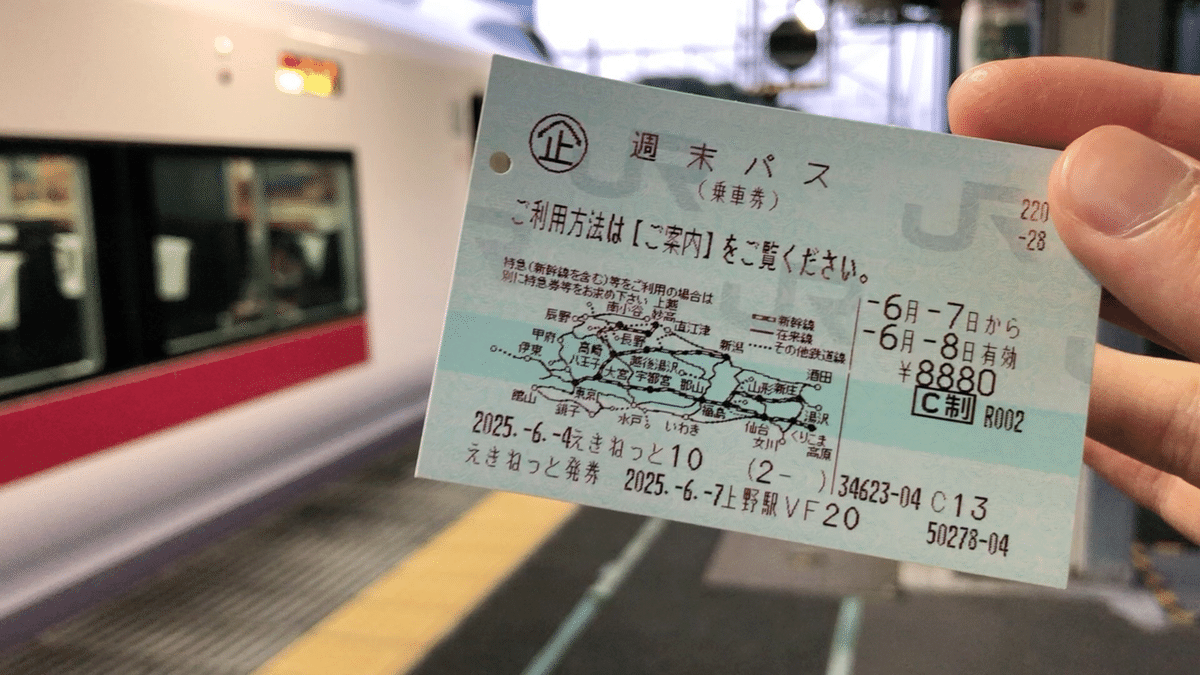 企 週末パス
(乗車券)
220
-28
ご利用方法は【ご案内】をご覧ください。
特急(新幹線を含む)等をご利用の場合は
別に特急券等をお求め下さい
上越
南小谷
妙高
辰野
直江津
新幹線
在来線
その他鉄道線
甲府
長野
新潟
伊東
高崎
越後湯沢
酒田
八王子
大宮
宇都宮
郡山
山形
新庄
館山
東京
福島
湯沢
銚子
水戸
いわき
仙台
くりこま
高原
女川
-6月-7日から
-6月-8日有効
¥8880
C制 R002
2025.-6.-4えきねっと10 (2- )34623-04 C13
えきねっと発券 2025.-6.-7上野駅VF20 50278-04